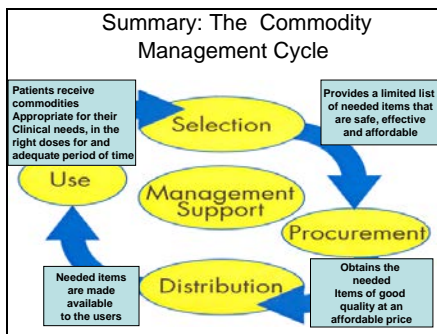 Summary: The Commodity
Management Cycle
Patients receive
commodities
Appropriate for their
Clinical needs, in the
right doses for and
adequate period of time
Provides a limited list
of needed items that
are safe, effective
and affordable
Selection
Use
Management
Support
Procurement
Distribution
Needed items
are made
available
to the users
Obtains the
needed
Items of good
quality at an
affordable price